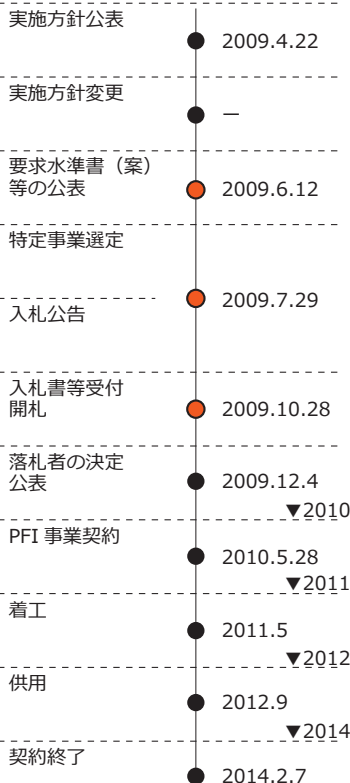 実施方針公表
2009.4.22
実施方針変更
ー
要求水準書（案）
等の公表
2009.6.12
特定事業選定
2009.7.29
入札公告
入札書等受付
開札
2009.10.28
落札者の決定
公表
2009.12.4
▼2010
PFI 事業契約
2010.5.28
▼2011
着工
2011.5
▼2012
供用
2012.9
▼2014
契約終了
2014.2.7